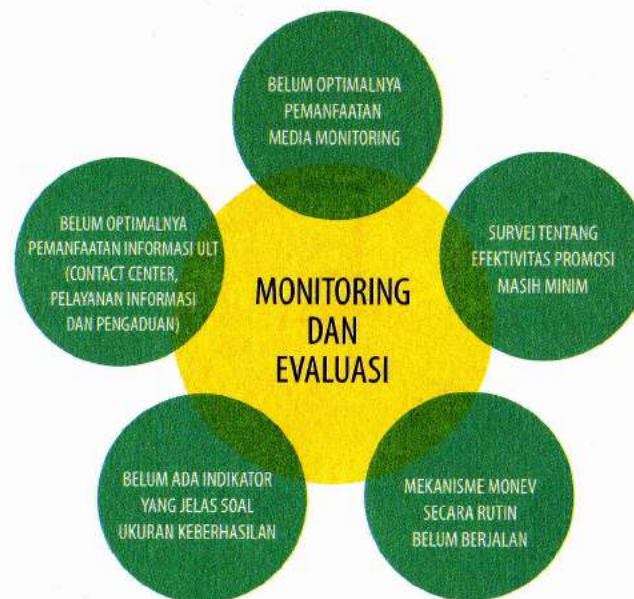 BELUM OPTIMALNYA
PEMANFAATAN
MEDIA MONITORING
BELUM OPTIMALNYA
PEMANFAATAN INFORMASI ULT
(CONTACT CENTER,
PELAYANAN INFORMASI
DAN PENGADUAN)
SURVEI TENTANG
EFEKTIVITAS PROMOSI
MASIH MINIM
MONITORING
DAN
EVALUASI
BELUM ADA INDIKATOR
YANG JELAS SOAL
UKURAN KEBERHASILAN
MEKANISME MONEV
SECARA RUTIN
BELUM BERJALAN